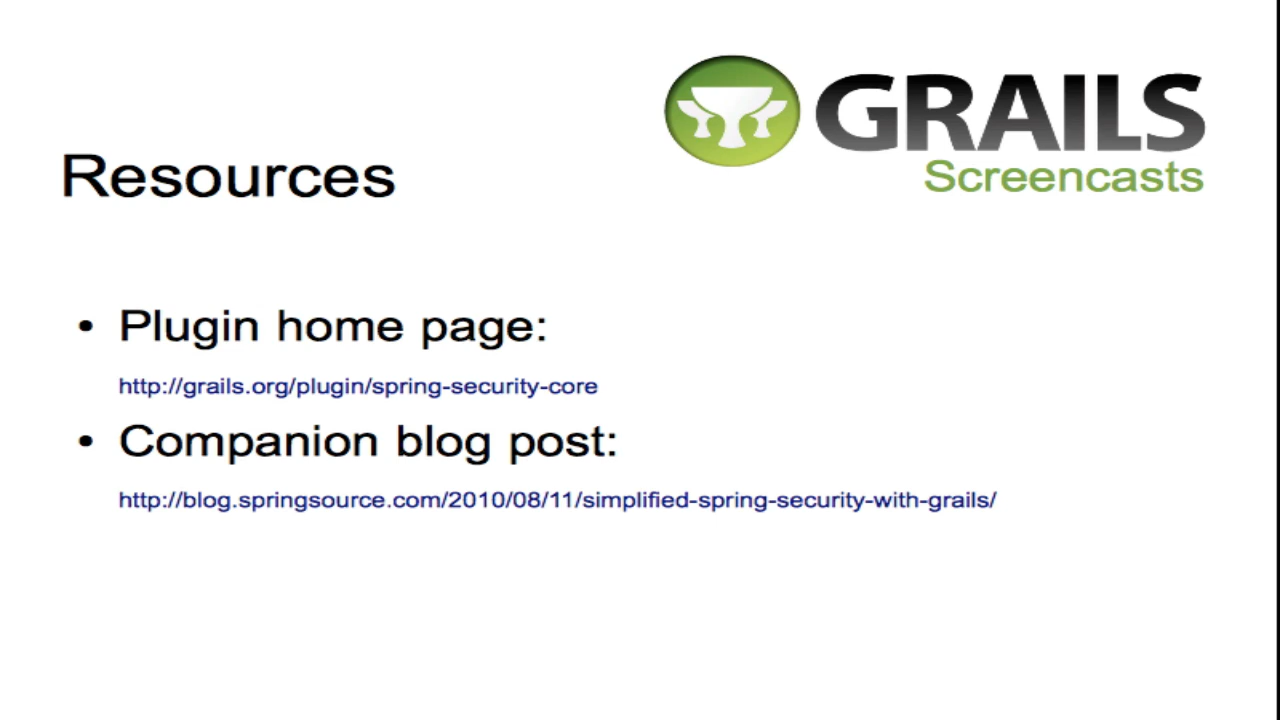 GRAILS
Screencasts
Resources
• Plugin home page:
http://grails.org/plugin/spring-security-core
• Companion blog post:
http://blog.springsource.com/2010/08/11/simplified-spring-security-with-grails/